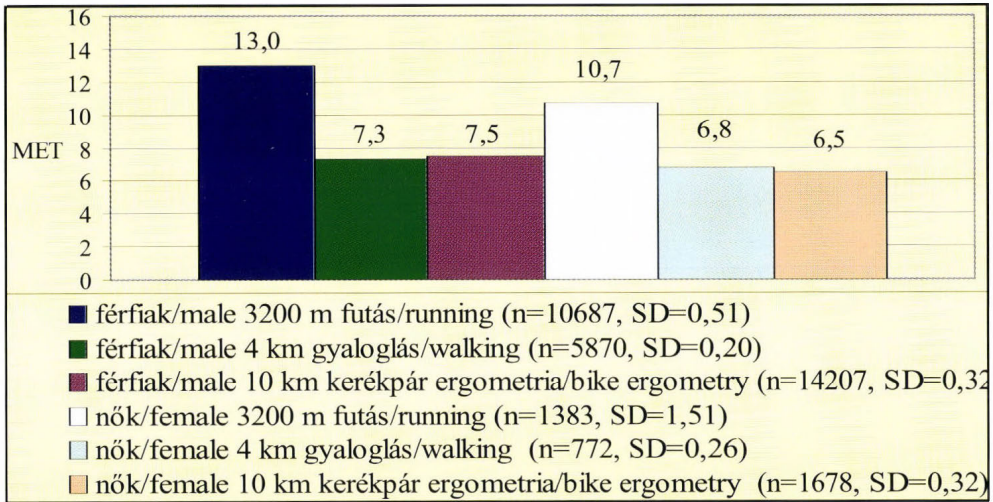 16
14
12
10
8
6
4
2
0
MET
13,0
7,3
7,5
10,7
6,8
6,5
férfiak/male 3200 m futás/running (n=10687, SD=0,51)
férfiak/male 4 km gyaloglás/walking (n=5870, SD=0,20)
férfiak/male 10 km kerékpár ergometria/bike ergometry (n=14207, SD=0,32
nők/female 3200 m futás/running (n=1383, SD=1,51)
nők/female 4 km gyaloglás/walking (n=772, SD=0,26)
nők/female 10 km kerékpár ergometria/bike ergometry (n=1678, SD=0,32)